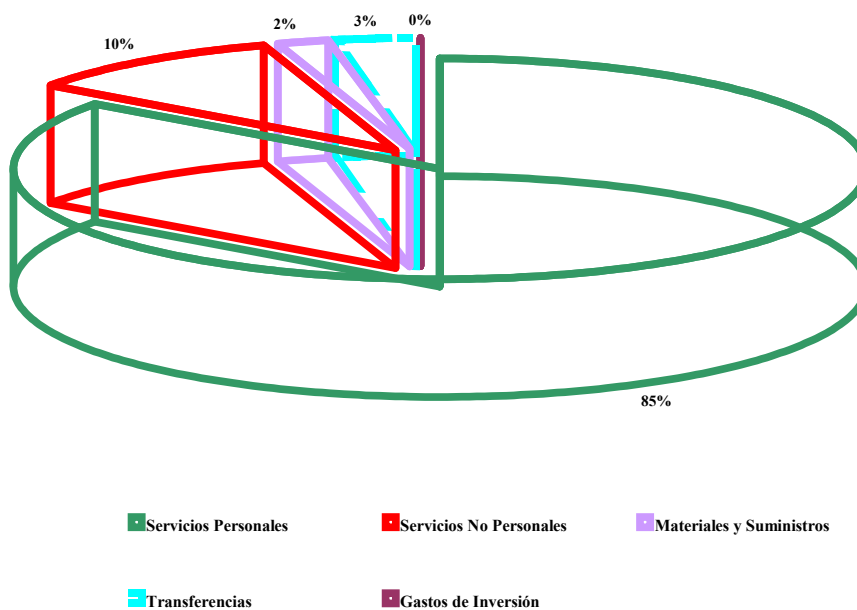 0%
2%
3%
10%
85%
Servicios Personales
Servicios No Personales
Materiales y Suministros
Transferencias
Gastos de Inversión